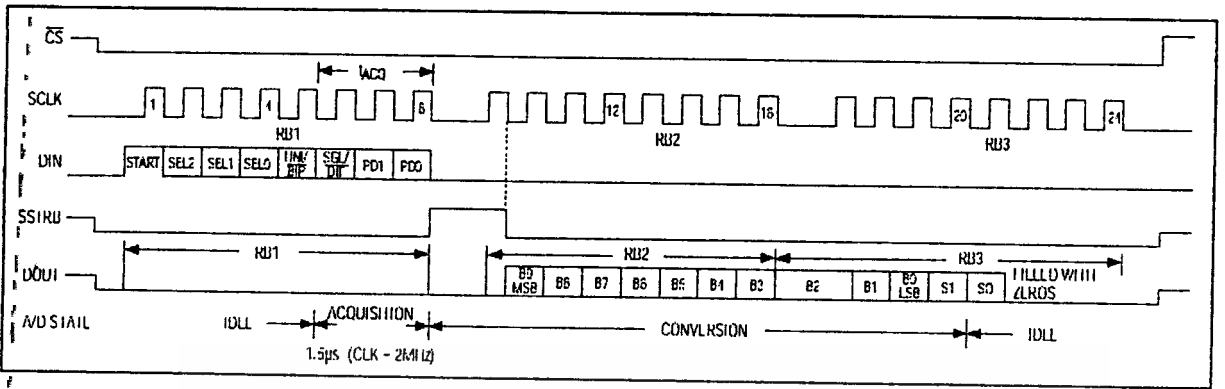 CS
tACQ
SCLK 1 4 8 12 16 20 24
RB1 RB2 RB3
DIN START SEL2 SEL1 SEL0 UNI/BIP SGL/DIF PD1 PD0
SSTRB
RB1 RB2 RB3
DOUT B9 MSB B8 B7 B6 B5 B4 B3 B2 B1 B0 LSB S1 S0 FILLED WITH ZEROS
A/D STATE IDLE ACQUISITION CONVERSION IDLE
1.5µs (CLK - 2MHz)